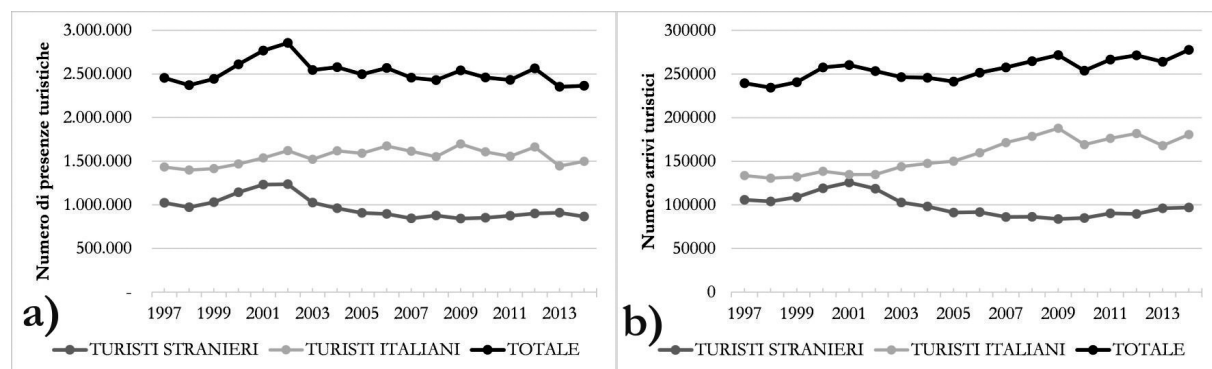 Numero di presenze turistiche
3.000.000
2.500.000
2.000.000
1.500.000
1.000.000
500.000
-
1997 1999 2001 2003 2005 2007 2009 2011 2013
a)
TURISTI STRANIERI TURISTI ITALIANI TOTALE
Numero arrivi turistici
300000
250000
200000
150000
100000
50000
0
1997 1999 2001 2003 2005 2007 2009 2011 2013
b)
TURISTI STRANIERI TURISTI ITALIANI TOTALE